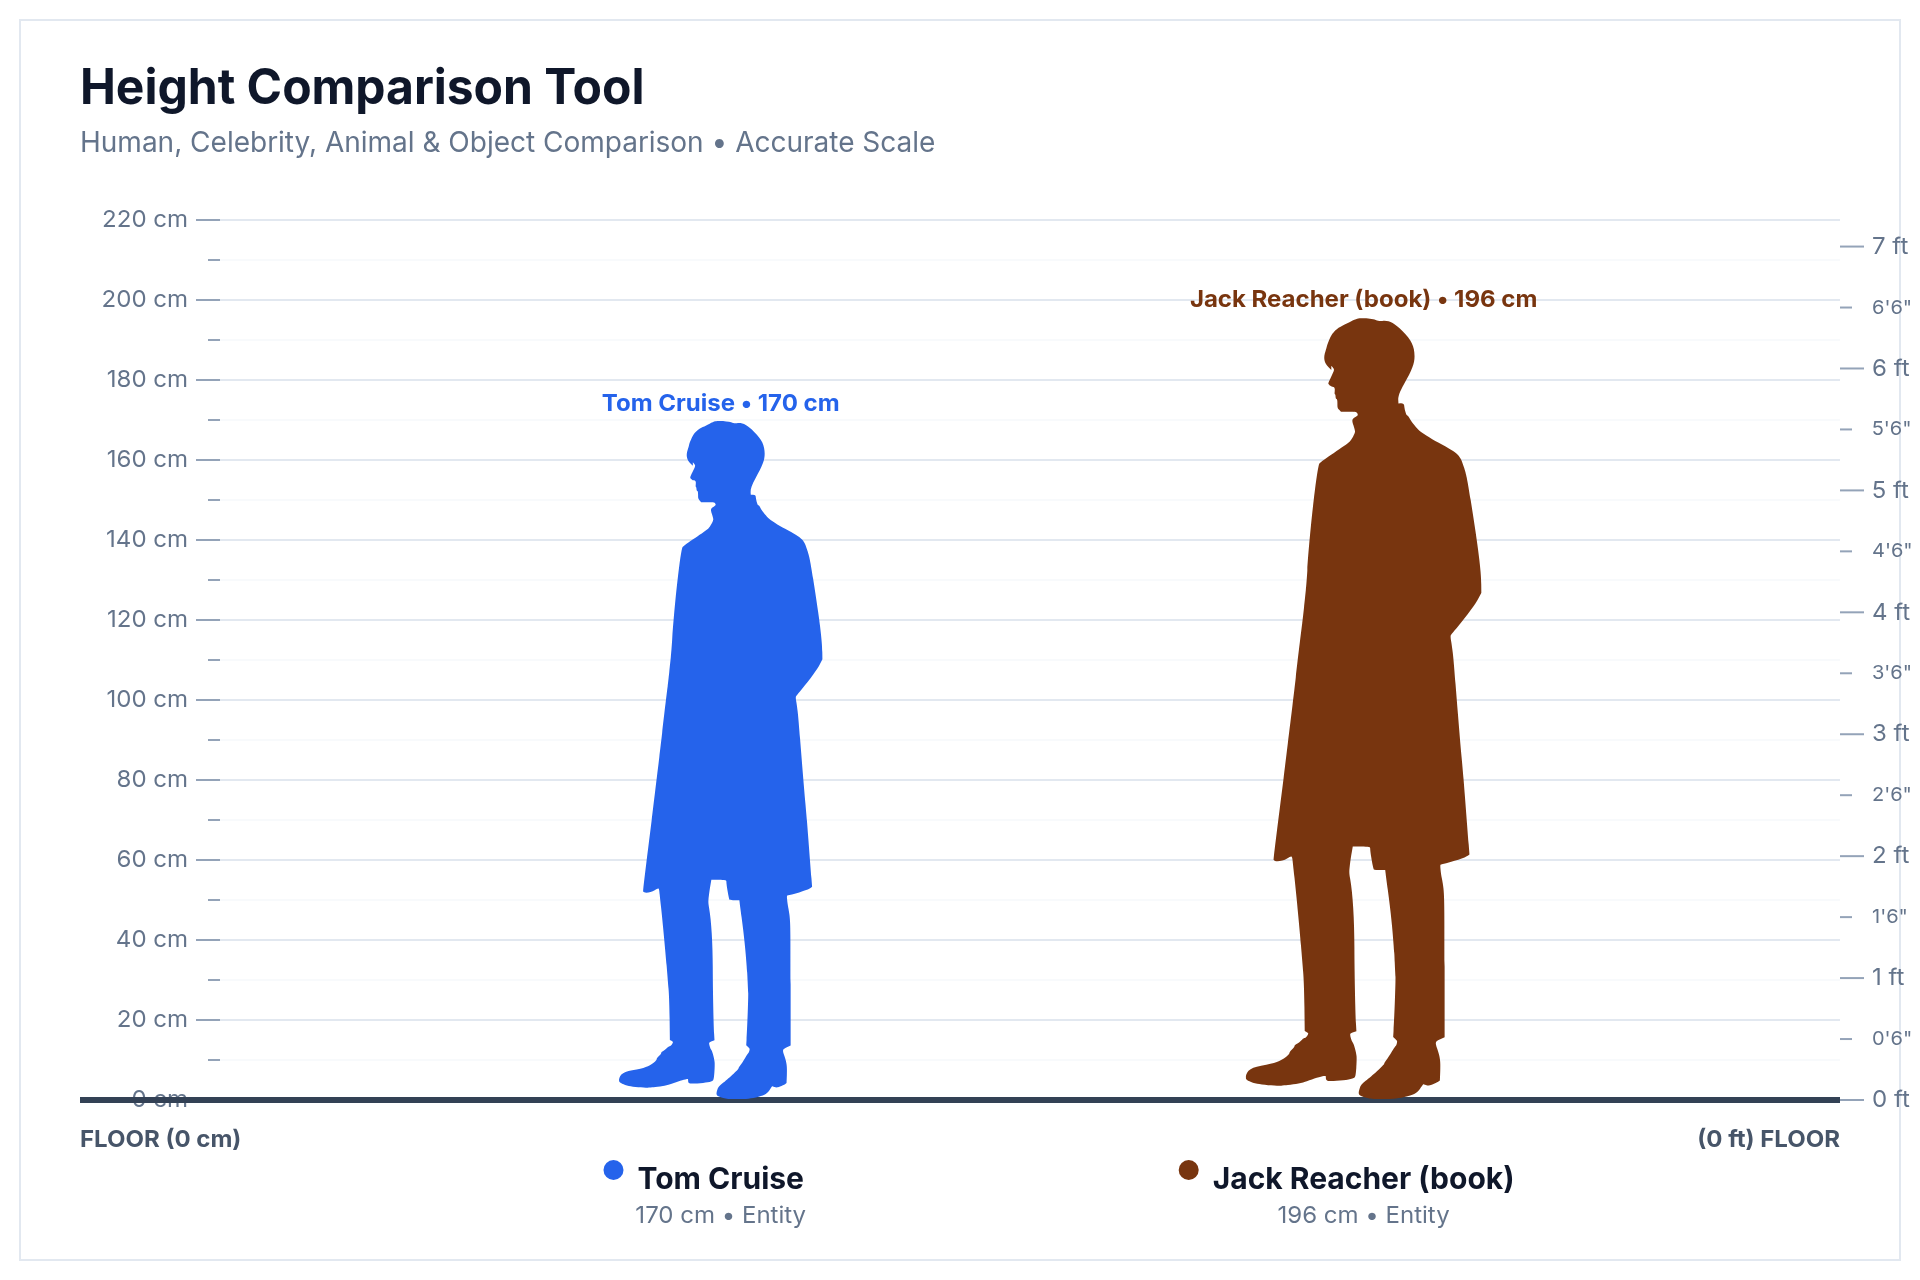 Height Comparison Tool
Human, Celebrity, Animal & Object Comparison • Accurate Scale
220 cm
7 ft
200 cm
Jack Reacher (book) • 196 cm
6'6"
180 cm
6 ft
Tom Cruise • 170 cm
5'6"
160 cm
5 ft
140 cm
4'6"
120 cm
4 ft
3'6"
100 cm
3 ft
80 cm
2'6"
60 cm
2 ft
1'6"
40 cm
1 ft
20 cm
0'6"
0 cm
0 ft
FLOOR (0 cm)
(0 ft) FLOOR
Tom Cruise
Jack Reacher (book)
170 cm • Entity
196 cm • Entity